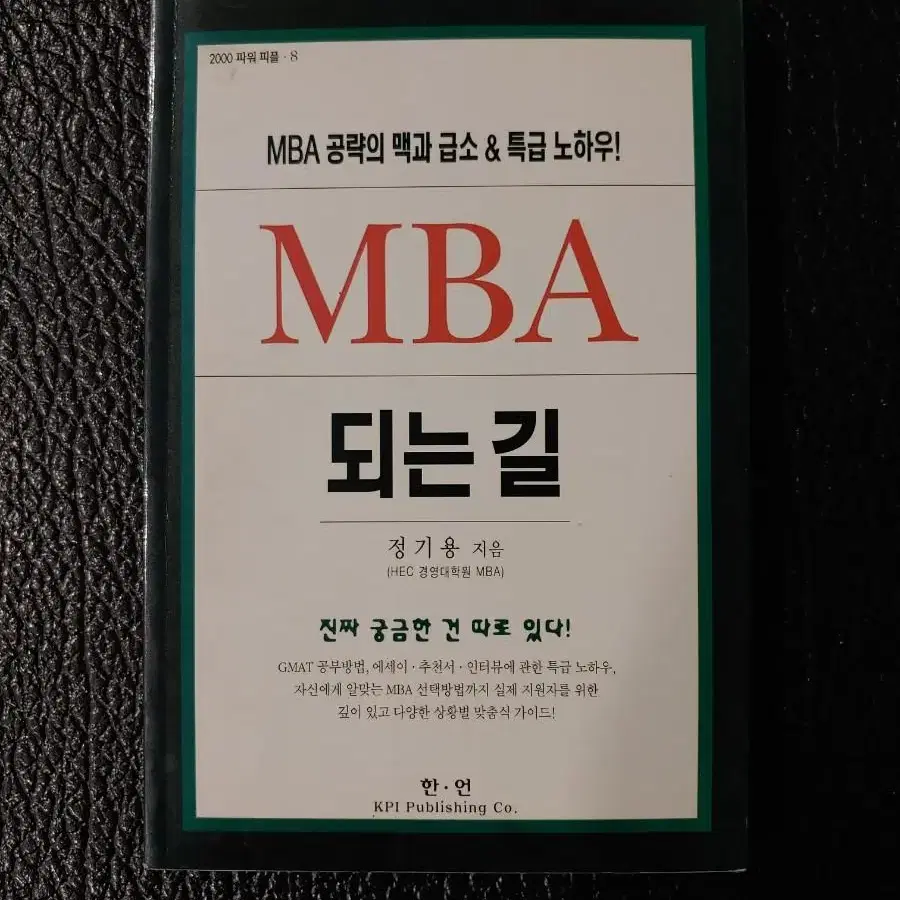 2000 파워 피플 · 8
MBA 공략의 맥과 급소 & 특급 노하우!
MBA
되는 길
정기용 지음
(HEC 경영대학원 MBA)
진짜 궁금한 건 따로 있다!
GMAT 공부방법, 에세이 · 추천서 · 인터뷰에 관한 특급 노하우,
자신에게 알맞는 MBA 선택방법까지 실제 지원자를 위한
깊이 있고 다양한 상황별 맞춤식 가이드!
한 · 언
KPI Publishing Co.